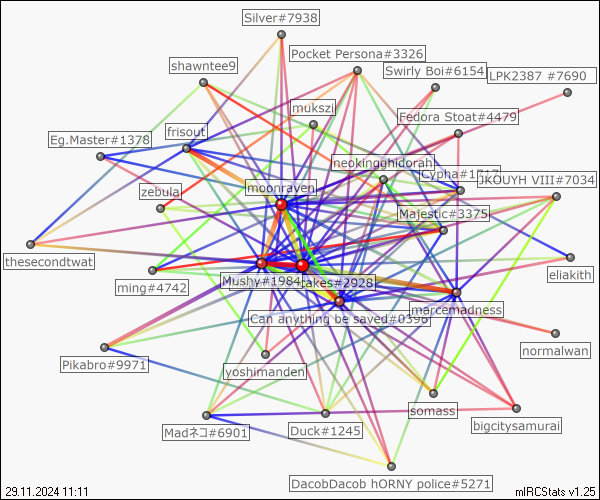 Silver#7938
Pocket Persona#3326
shawntee9
Swirly Boi#6154
LPK2387 #7690
mukszi
Fedora Stoat#4479
frisout
Eg.Master#1378
neokingghidorah
Cypha=1717
JKOUYH VIII#7034
zebula
moonraven
Majestic#3375
thesecondtwat
eliakith
ming#4742
Mushy#1984
takes#2928
marcemadness
Can anything be saved#0398
normalwan
Pikabro#9971
yoshimanden
somass
bigcitysamurai
Madネコ#6901
Duck#1245
DacobDacob hORNY police#5271
29.11.2024 11:11
mIRCStats v1.25